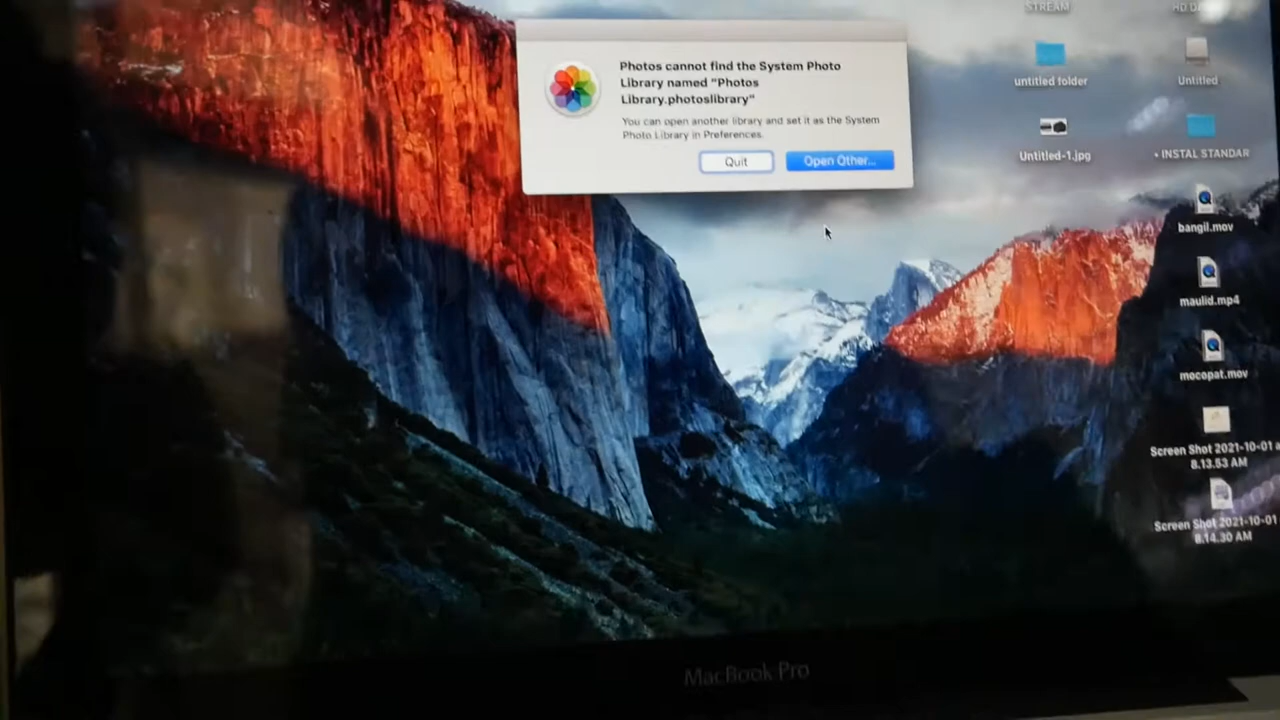 STREAM
Photos cannot find the System Photo
Library named "Photos
Library.photoslibrary"
You can open another library and set it as the System
Photo Library in Preferences.
Quit
Open Other...
untitled folder
Untitled
Untitled-1.jpg
• INSTAL STANDAR
bangil.mov
maulid.mp4
mocopat.mov
Screen Shot 2021-10-01 a
8.13.53 AM
Screen Shot 2021-10-01
8.14.30 AM
MacBook Pro